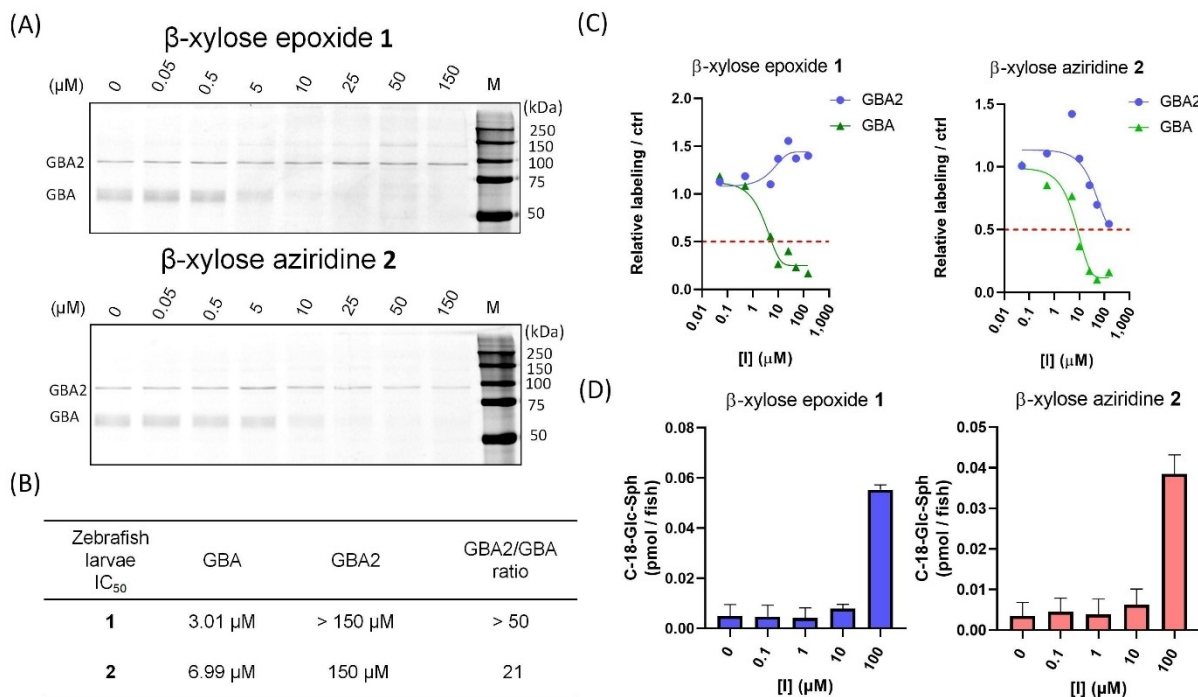 (A)
β-xylose epoxide 1
(µM) 0 0.05 0.5 5 10 25 50 150 M
(kDa)
250
150
GBA2
100
75
GBA
50
β-xylose aziridine 2
(µM) 0 0.05 0.5 5 10 25 50 150 M
(kDa)
250
150
GBA2
100
75
GBA
50
(B)
Zebrafish larvae IC50 GBA GBA2 GBA2/GBA ratio
1 3.01 µM > 150 µM > 50
2 6.99 µM 150 µM 21
(C)
β-xylose epoxide 1
GBA2
GBA
Relative labeling / ctrl
2.0
1.5
1.0
0.5
0.0
0.01 0.1 1 10 100 1,000
[I] (µM)
β-xylose aziridine 2
GBA2
GBA
Relative labeling / ctrl
1.5
1.0
0.5
0.0
0.01 0.1 1 10 100 1,000
[I] (µM)
(D)
β-xylose epoxide 1
C-18-Glc-Sph
(pmol / fish)
0.08
0.06
0.04
0.02
0.00
0 0.1 1 10 100
[I] (µM)
β-xylose aziridine 2
C-18-Glc-Sph
(pmol / fish)
0.05
0.04
0.03
0.02
0.01
0.00
0 0.1 1 10 100
[I] (µM)